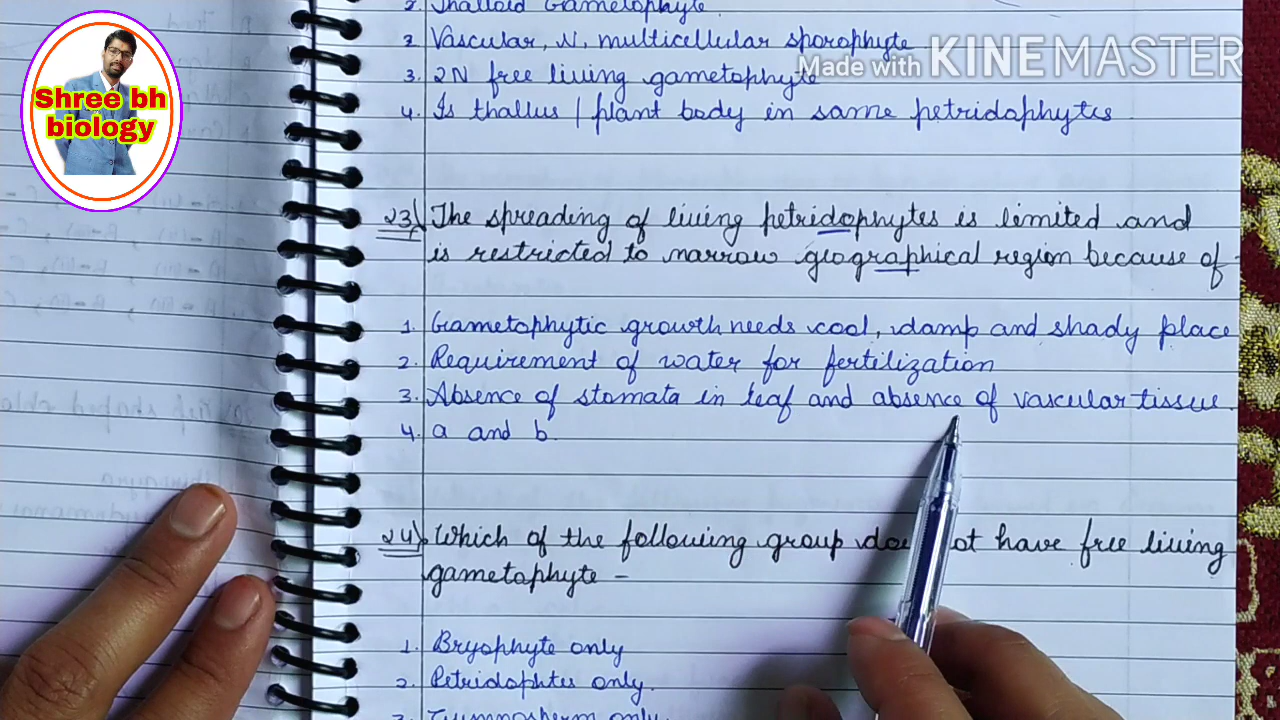 2. Thalloid Gametophyte.
2 Vascular, N, multicellular sporophyte
3. 2N free living gametophyte
4. Is thallus / plant body in some petridophytes
Made with KINEMASTER
Shree bh
biology
23) The spreading of living petridophytes is limited and
is restricted to narrow geographical region because of -
1. Gametophytic growth needs cool, damp and shady place
2. Requirement of water for fertilization
3. Absence of stomata in leaf and absence of vascular tissue.
4. a and b.
24) Which of the following group not have free living
gametophyte -
1. Bryophyte only
2. Petridophtes only.
3. Gymnosperm only.